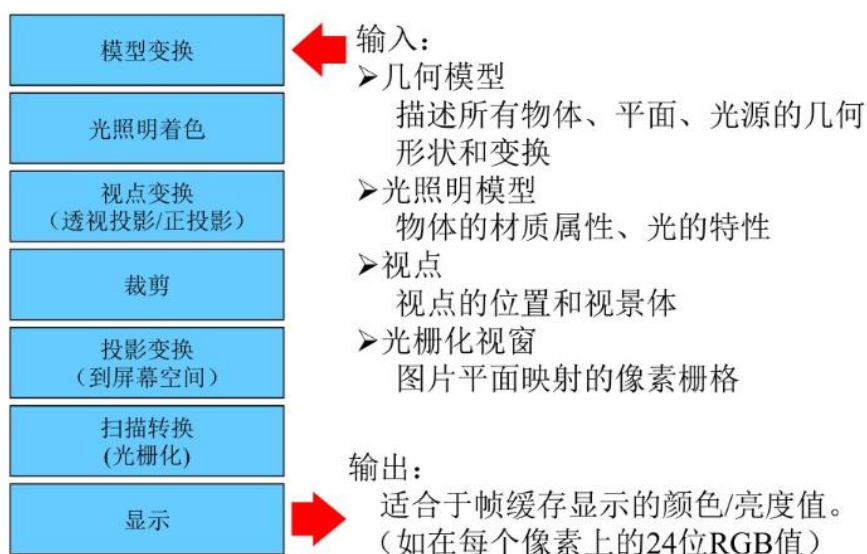 模型变换
光照明着色
视点变换
（透视投影/正投影）
裁剪
投影变换
（到屏幕空间）
扫描转换
(光栅化)
显示
输入：
➢几何模型
描述所有物体、平面、光源的几何
形状和变换
➢光照明模型
物体的材质属性、光的特性
➢视点
视点的位置和视景体
➢光栅化视窗
图片平面映射的像素栅格
输出：
适合于帧缓存显示的颜色/亮度值。
（如在每个像素上的24位RGB值）